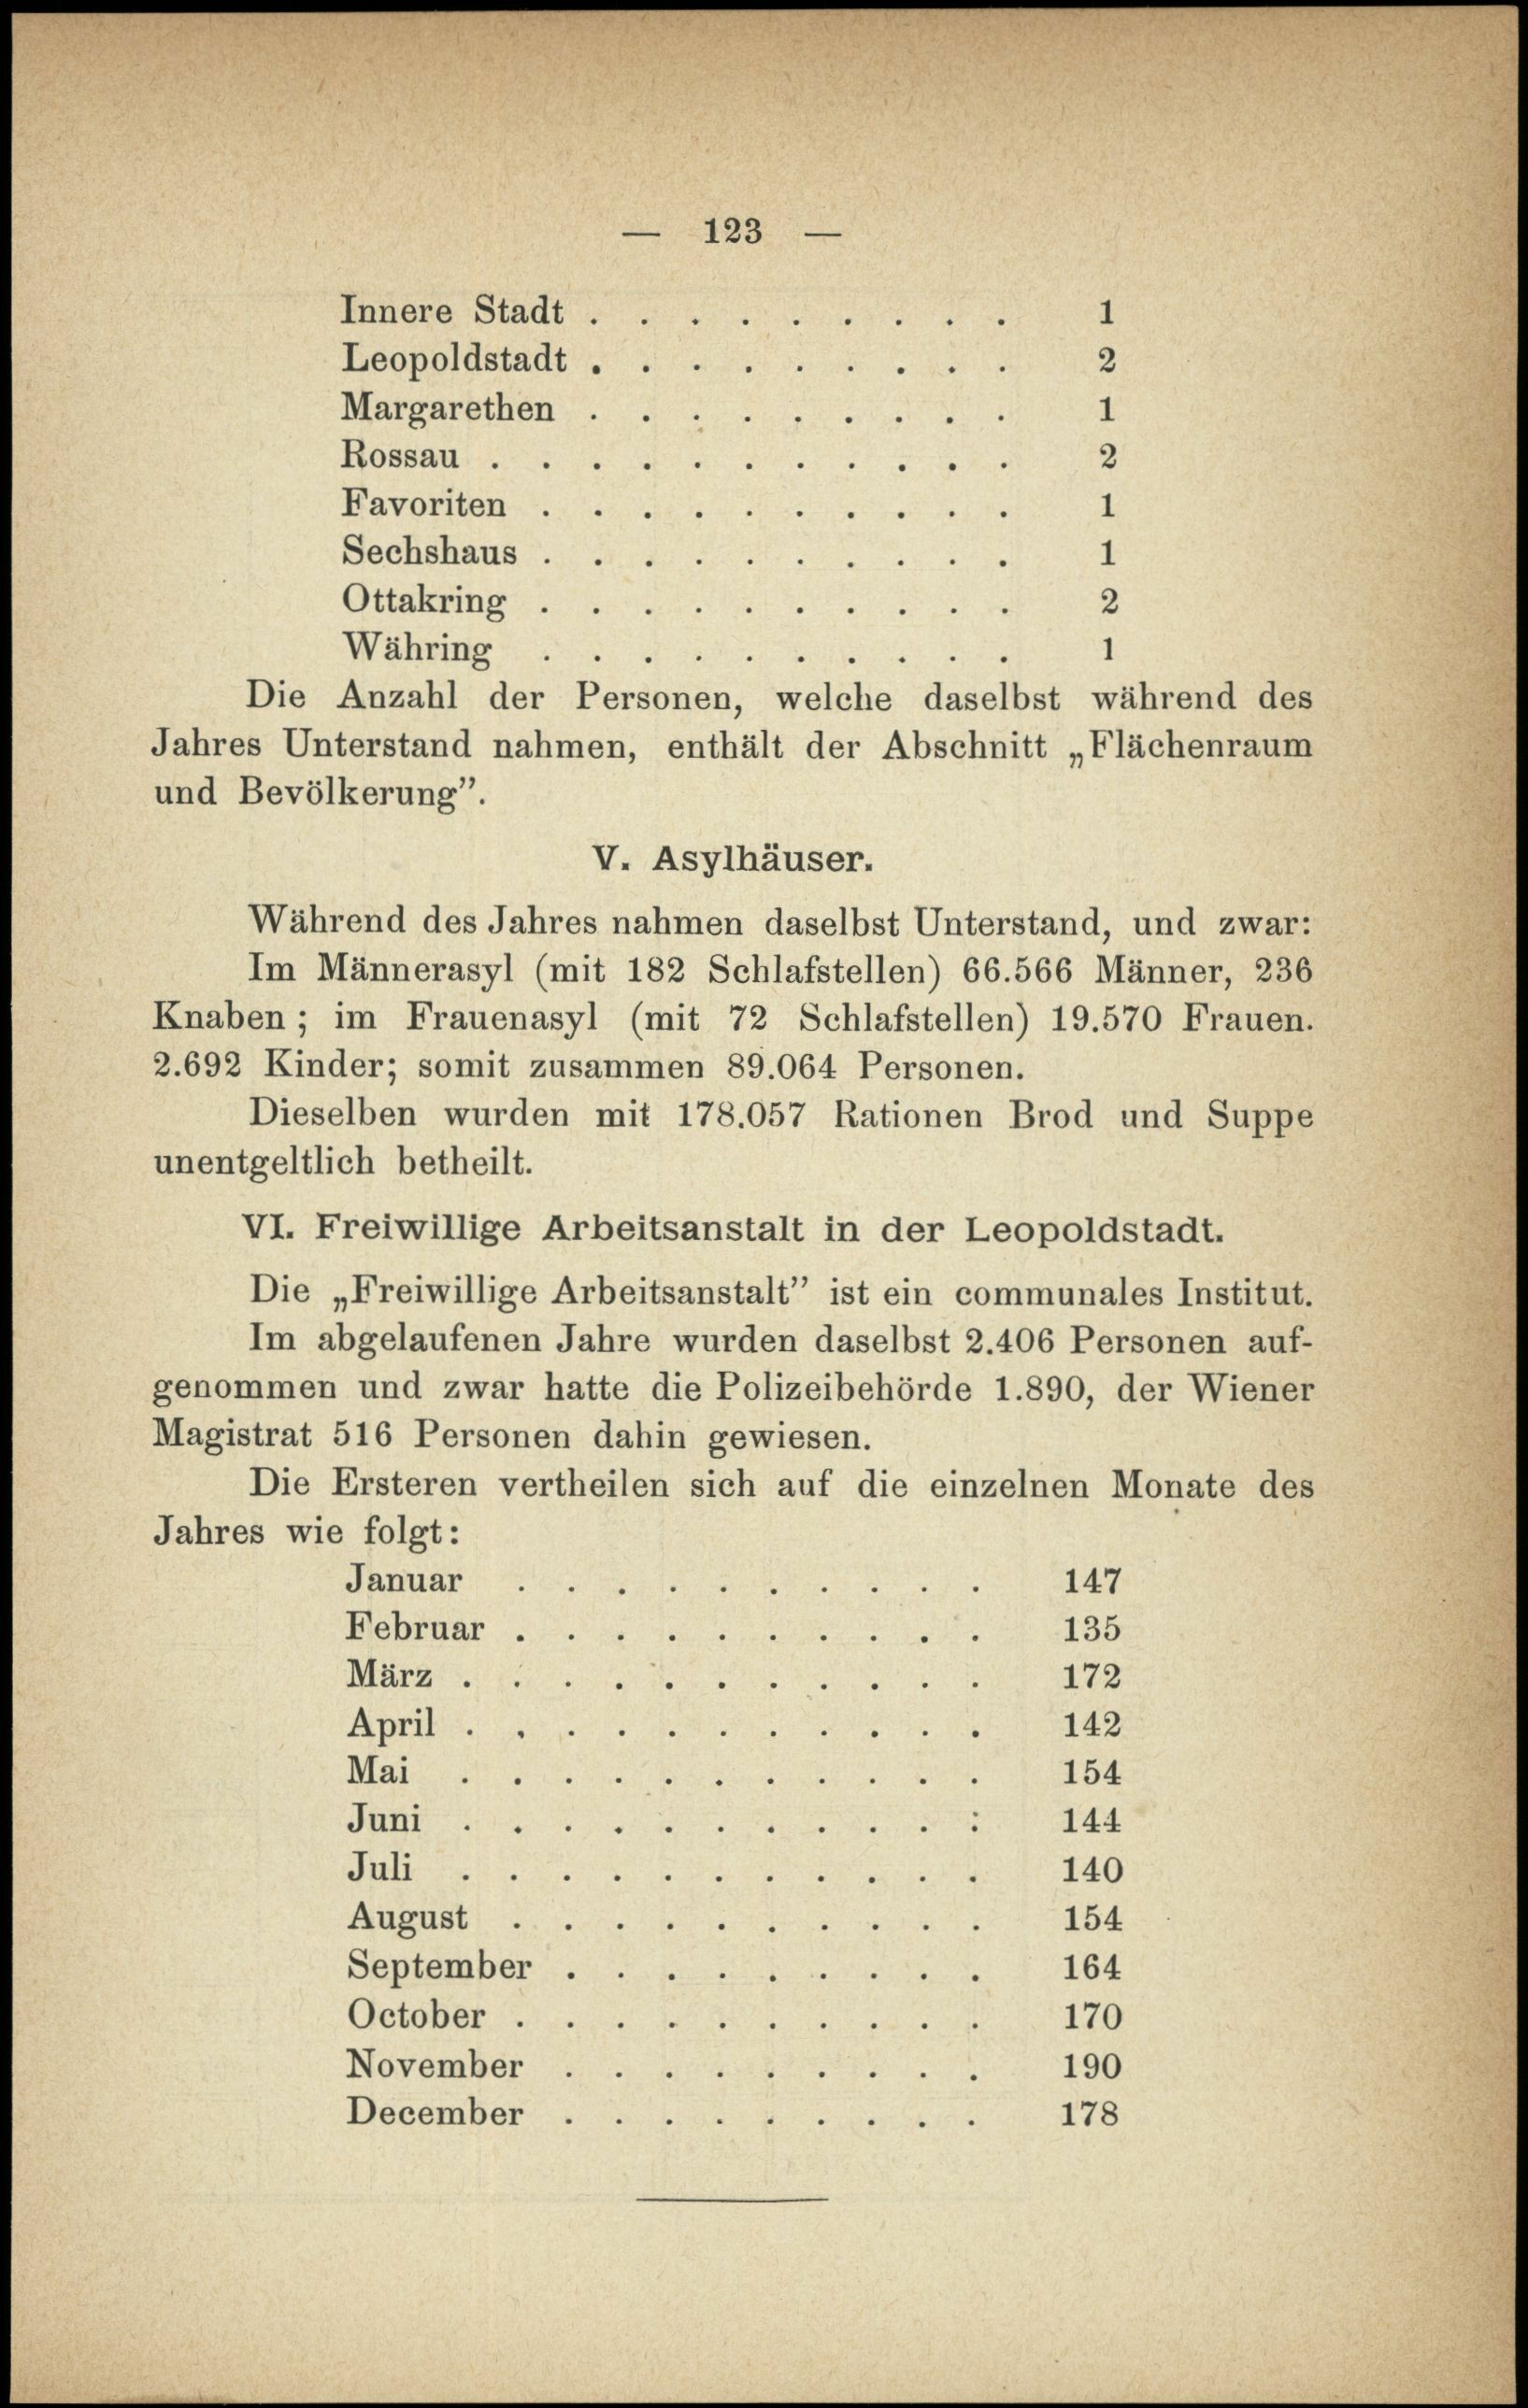 — 123 —
Innere Stadt . . . . . . . . . 1
Leopoldstadt . . . . . . . . . 2
Margarethen . . . . . . . . . 1
Rossau . . . . . . . . . . . 2
Favoriten . . . . . . . . . . 1
Sechshaus . . . . . . . . . . 1
Ottakring . . . . . . . . . . 2
Währing . . . . . . . . . . 1
Die Anzahl der Personen, welche daselbst während des
Jahres Unterstand nahmen, enthält der Abschnitt „Flächenraum
und Bevölkerung”.
V. Asylhäuser.
Während des Jahres nahmen daselbst Unterstand, und zwar:
Im Männerasyl (mit 182 Schlafstellen) 66.566 Männer, 236
Knaben; im Frauenasyl (mit 72 Schlafstellen) 19.570 Frauen.
2.692 Kinder; somit zusammen 89.064 Personen.
Dieselben wurden mit 178.057 Rationen Brod und Suppe
unentgeltlich betheilt.
VI. Freiwillige Arbeitsanstalt in der Leopoldstadt.
Die „Freiwillige Arbeitsanstalt” ist ein communales Institut.
Im abgelaufenen Jahre wurden daselbst 2.406 Personen auf-
genommen und zwar hatte die Polizeibehörde 1.890, der Wiener
Magistrat 516 Personen dahin gewiesen.
Die Ersteren vertheilen sich auf die einzelnen Monate des
Jahres wie folgt:
Januar . . . . . . . . . . 147
Februar . . . . . . . . . . 135
März . . . . . . . . . . . 172
April . . . . . . . . . . . 142
Mai . . . . . . . . . . . 154
Juni . . . . . . . . . . : 144
Juli . . . . . . . . . . . 140
August . . . . . . . . . . 154
September . . . . . . . . . 164
October . . . . . . . . . . 170
November . . . . . . . . . 190
December . . . . . . . . . 178